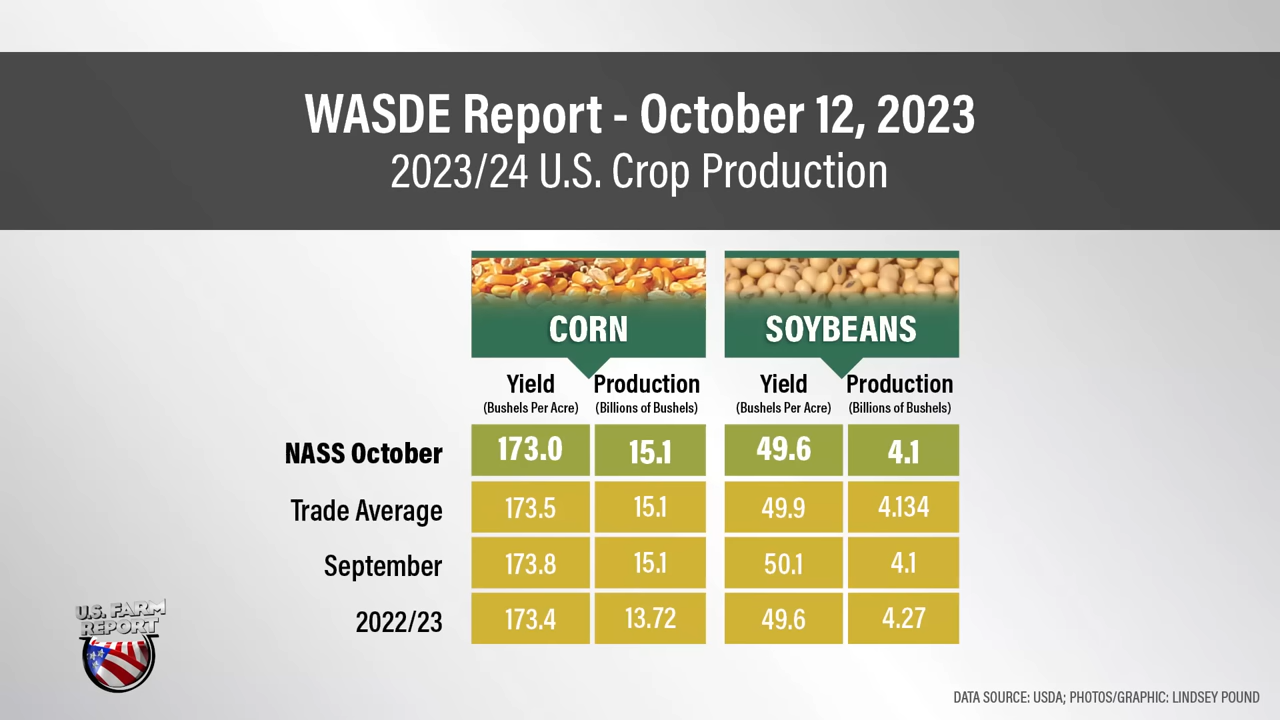 WASDE Report - October 12, 2023
2023/24 U.S. Crop Production
CORN SOYBEANS
Yield Production Yield Production
(Bushels Per Acre) (Billions of Bushels) (Bushels Per Acre) (Billions of Bushels)
NASS October 173.0 15.1 49.6 4.1
Trade Average 173.5 15.1 49.9 4.134
September 173.8 15.1 50.1 4.1
2022/23 173.4 13.72 49.6 4.27
U.S. FARM
REPORT
DATA SOURCE: USDA; PHOTOS/GRAPHIC: LINDSEY POUND